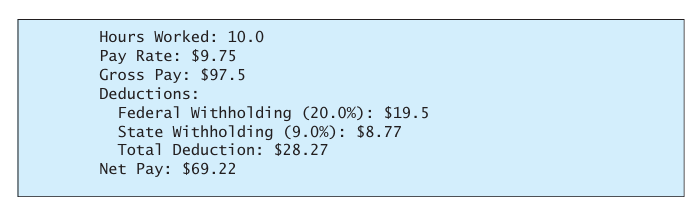 Hours Worked: 10.0
Pay Rate: $9.75
Gross Pay: $97.5
Deductions:
Federal Withholding (20.0%): $19.5
State Withholding (9.0%): $8.77
Total Deduction: $28.27
Net Pay: $69.22